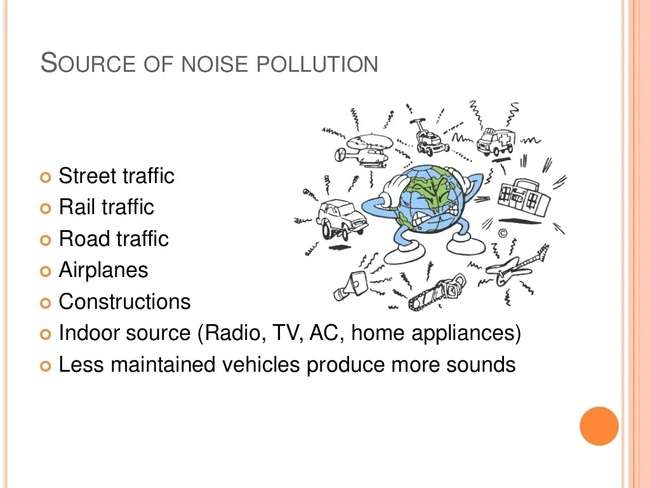 SOURCE OF NOISE POLLUTION
Street traffic
Rail traffic
Road traffic
Airplanes
Constructions
Indoor source (Radio, TV, AC, home appliances)
Less maintained vehicles produce more sounds
©